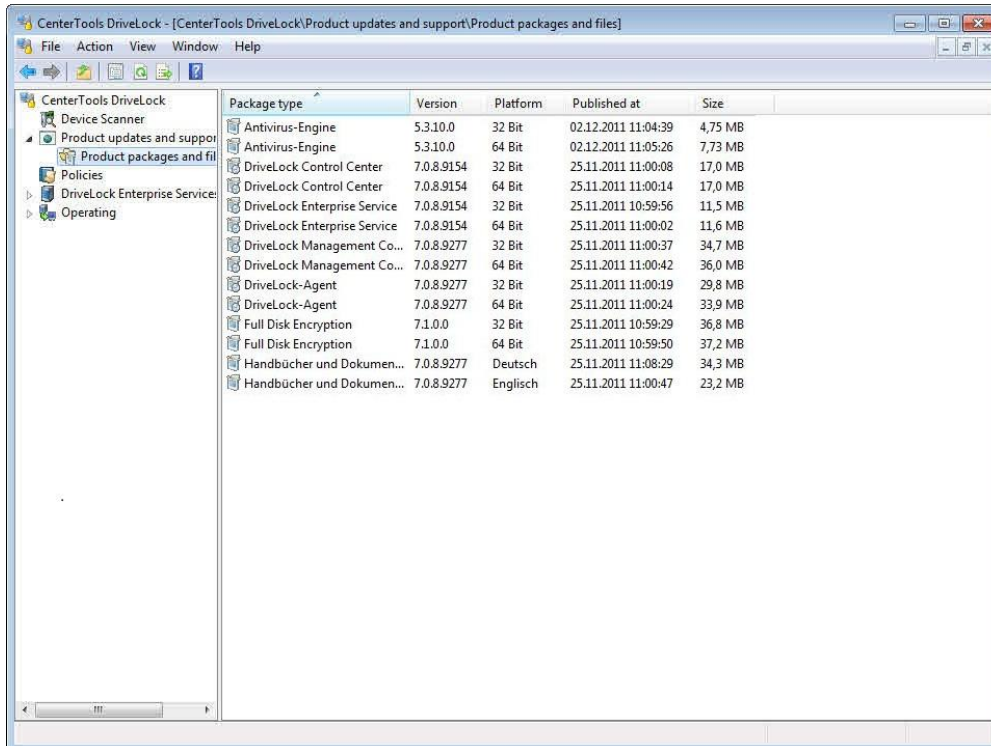 CenterTools DriveLock - [CenterTools DriveLock\Product updates and support\Product packages and files]
File Action View Window Help
CenterTools DriveLock
Device Scanner
Product updates and suppor
Product packages and fil
Policies
DriveLock Enterprise Services
Operating
Package type Version Platform Published at Size
Antivirus-Engine 5.3.10.0 32 Bit 02.12.2011 11:04:39 4,75 MB
Antivirus-Engine 5.3.10.0 64 Bit 02.12.2011 11:05:26 7,73 MB
DriveLock Control Center 7.0.8.9154 32 Bit 25.11.2011 11:00:08 17,0 MB
DriveLock Control Center 7.0.8.9154 64 Bit 25.11.2011 11:00:14 17,0 MB
DriveLock Enterprise Service 7.0.8.9154 32 Bit 25.11.2011 10:59:56 11,5 MB
DriveLock Enterprise Service 7.0.8.9154 64 Bit 25.11.2011 11:00:02 11,6 MB
DriveLock Management Co... 7.0.8.9277 32 Bit 25.11.2011 11:00:37 34,7 MB
DriveLock Management Co... 7.0.8.9277 64 Bit 25.11.2011 11:00:42 36,0 MB
DriveLock-Agent 7.0.8.9277 32 Bit 25.11.2011 11:00:19 29,8 MB
DriveLock-Agent 7.0.8.9277 64 Bit 25.11.2011 11:00:24 33,9 MB
Full Disk Encryption 7.1.0.0 32 Bit 25.11.2011 10:59:29 36,8 MB
Full Disk Encryption 7.1.0.0 64 Bit 25.11.2011 10:59:50 37,2 MB
Handbücher und Dokumen... 7.0.8.9277 Deutsch 25.11.2011 11:08:29 34,3 MB
Handbücher und Dokumen... 7.0.8.9277 Englisch 25.11.2011 11:00:47 23,2 MB